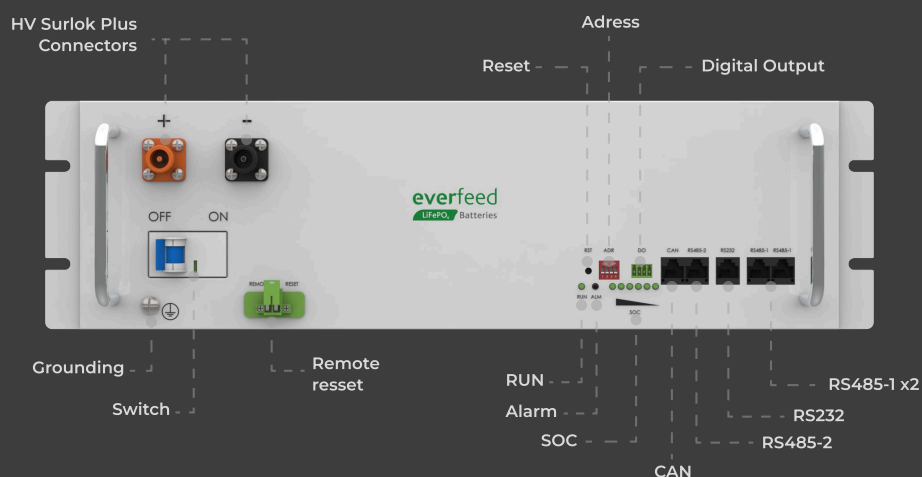 HV Surlok Plus
Connectors
Adress
Reset
Digital Output
+
-
everfeed
LiFePO₄ Batteries
OFF ON
RST ADR DO CAN RS485-2 RS232 RS485-1 RS485-1
REMO RESET
RUN ALM
SOC
Grounding
Remote
resset
Switch
RUN
Alarm
SOC
CAN
RS485-2
RS232
RS485-1 x2